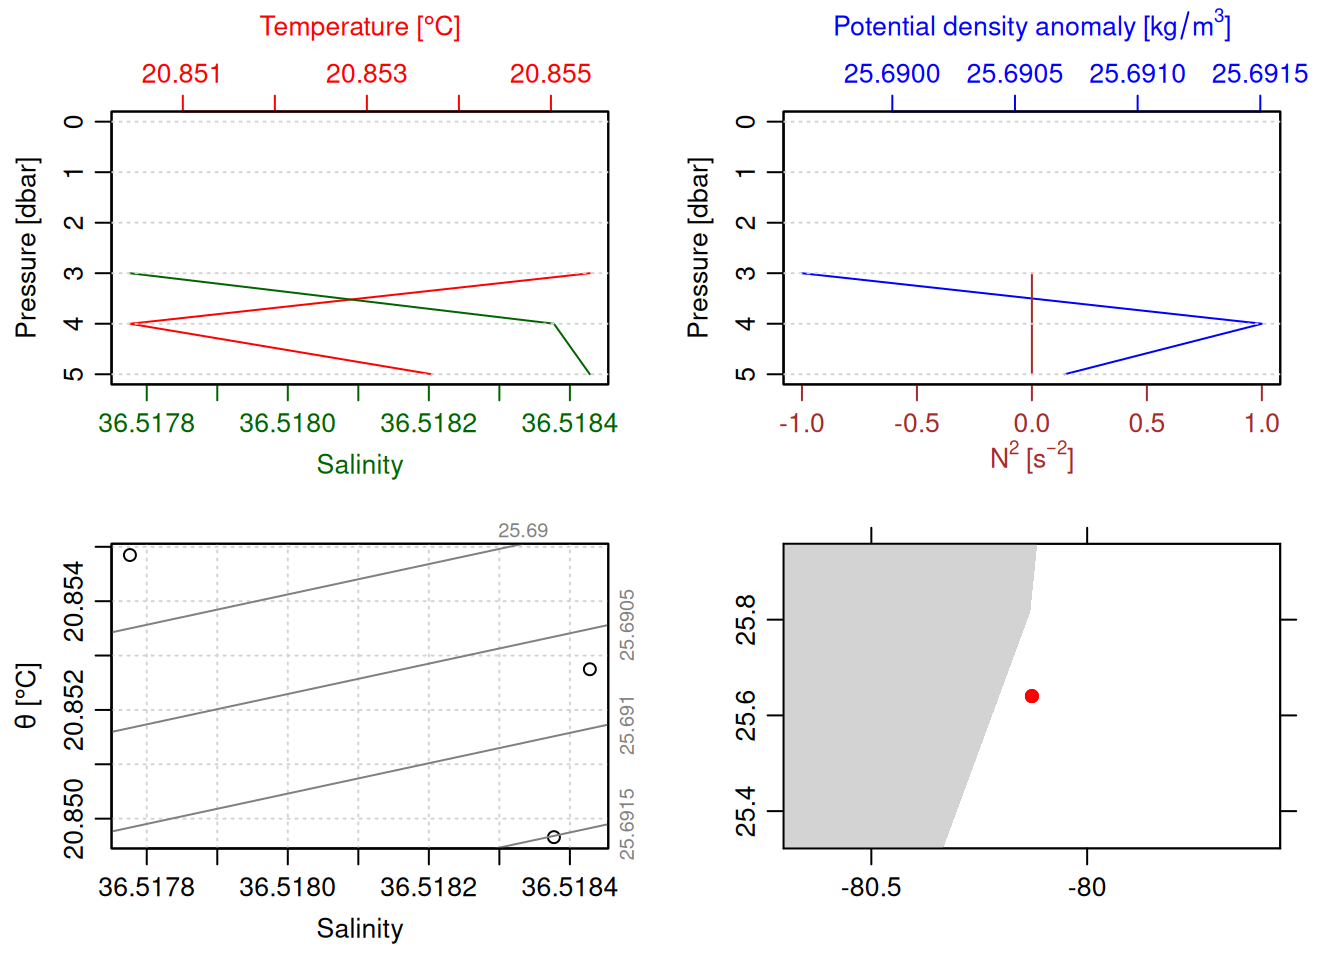 Temperature [°C]
20.851 20.853 20.855
Pressure [dbar]
0
1
2
3
4
5
36.5178 36.5180 36.5182 36.5184
Salinity
Potential density anomaly [kg/m³]
25.6900 25.6905 25.6910 25.6915
Pressure [dbar]
0
1
2
3
4
5
-1.0 -0.5 0.0 0.5 1.0
N² [s⁻²]
25.69
25.6905
25.691
25.6915
θ [°C]
20.854
20.852
20.850
36.5178 36.5180 36.5182 36.5184
Salinity
25.8
25.6
25.4
-80.5 -80